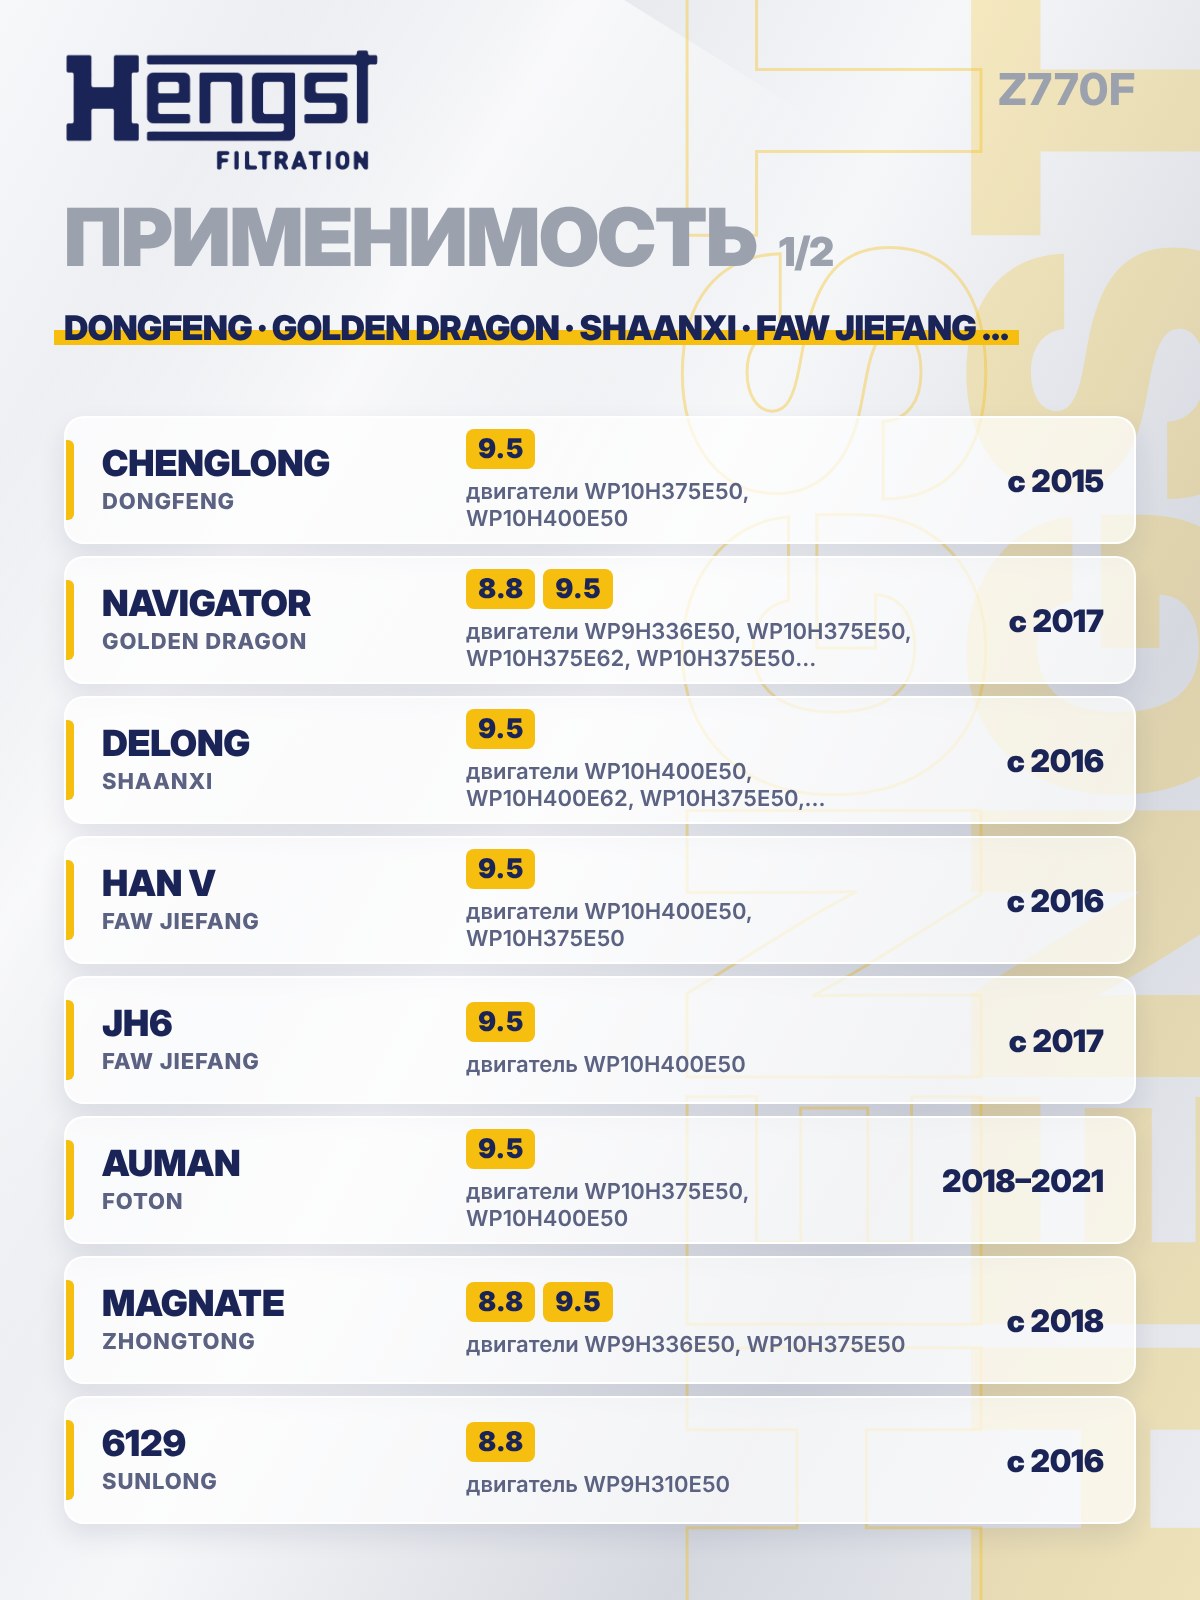 Hengst
FILTRATION
Z770F
ПРИМЕНИМОСТЬ 1/2
DONGFENG · GOLDEN DRAGON · SHAANXI · FAW JIEFANG ...
CHENGLONG
DONGFENG
9.5
двигатели WP10H375E50,
WP10H400E50
с 2015
NAVIGATOR
GOLDEN DRAGON
8.8 9.5
двигатели WP9H336E50, WP10H375E50,
WP10H375E62, WP10H375E50...
с 2017
DELONG
SHAANXI
9.5
двигатели WP10H400E50,
WP10H400E62, WP10H375E50,...
с 2016
HAN V
FAW JIEFANG
9.5
двигатели WP10H400E50,
WP10H375E50
с 2016
JH6
FAW JIEFANG
9.5
двигатель WP10H400E50
с 2017
AUMAN
FOTON
9.5
двигатели WP10H375E50,
WP10H400E50
2018–2021
MAGNATE
ZHONGTONG
8.8 9.5
двигатели WP9H336E50, WP10H375E50
с 2018
6129
SUNLONG
8.8
двигатель WP9H310E50
с 2016
HENGST
HENGST